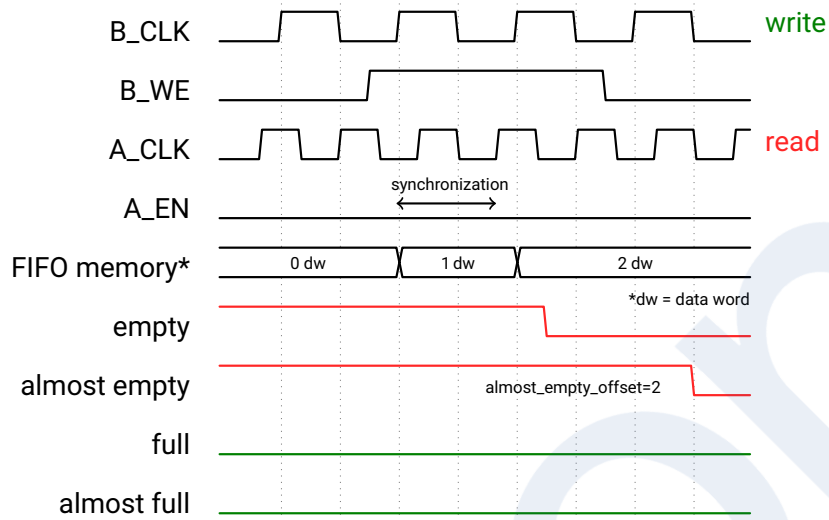 B_CLK
write
B_WE
A_CLK
read
synchronization
A_EN
FIFO memory*
0 dw
1 dw
2 dw
*dw = data word
empty
almost empty
almost_empty_offset=2
full
almost full